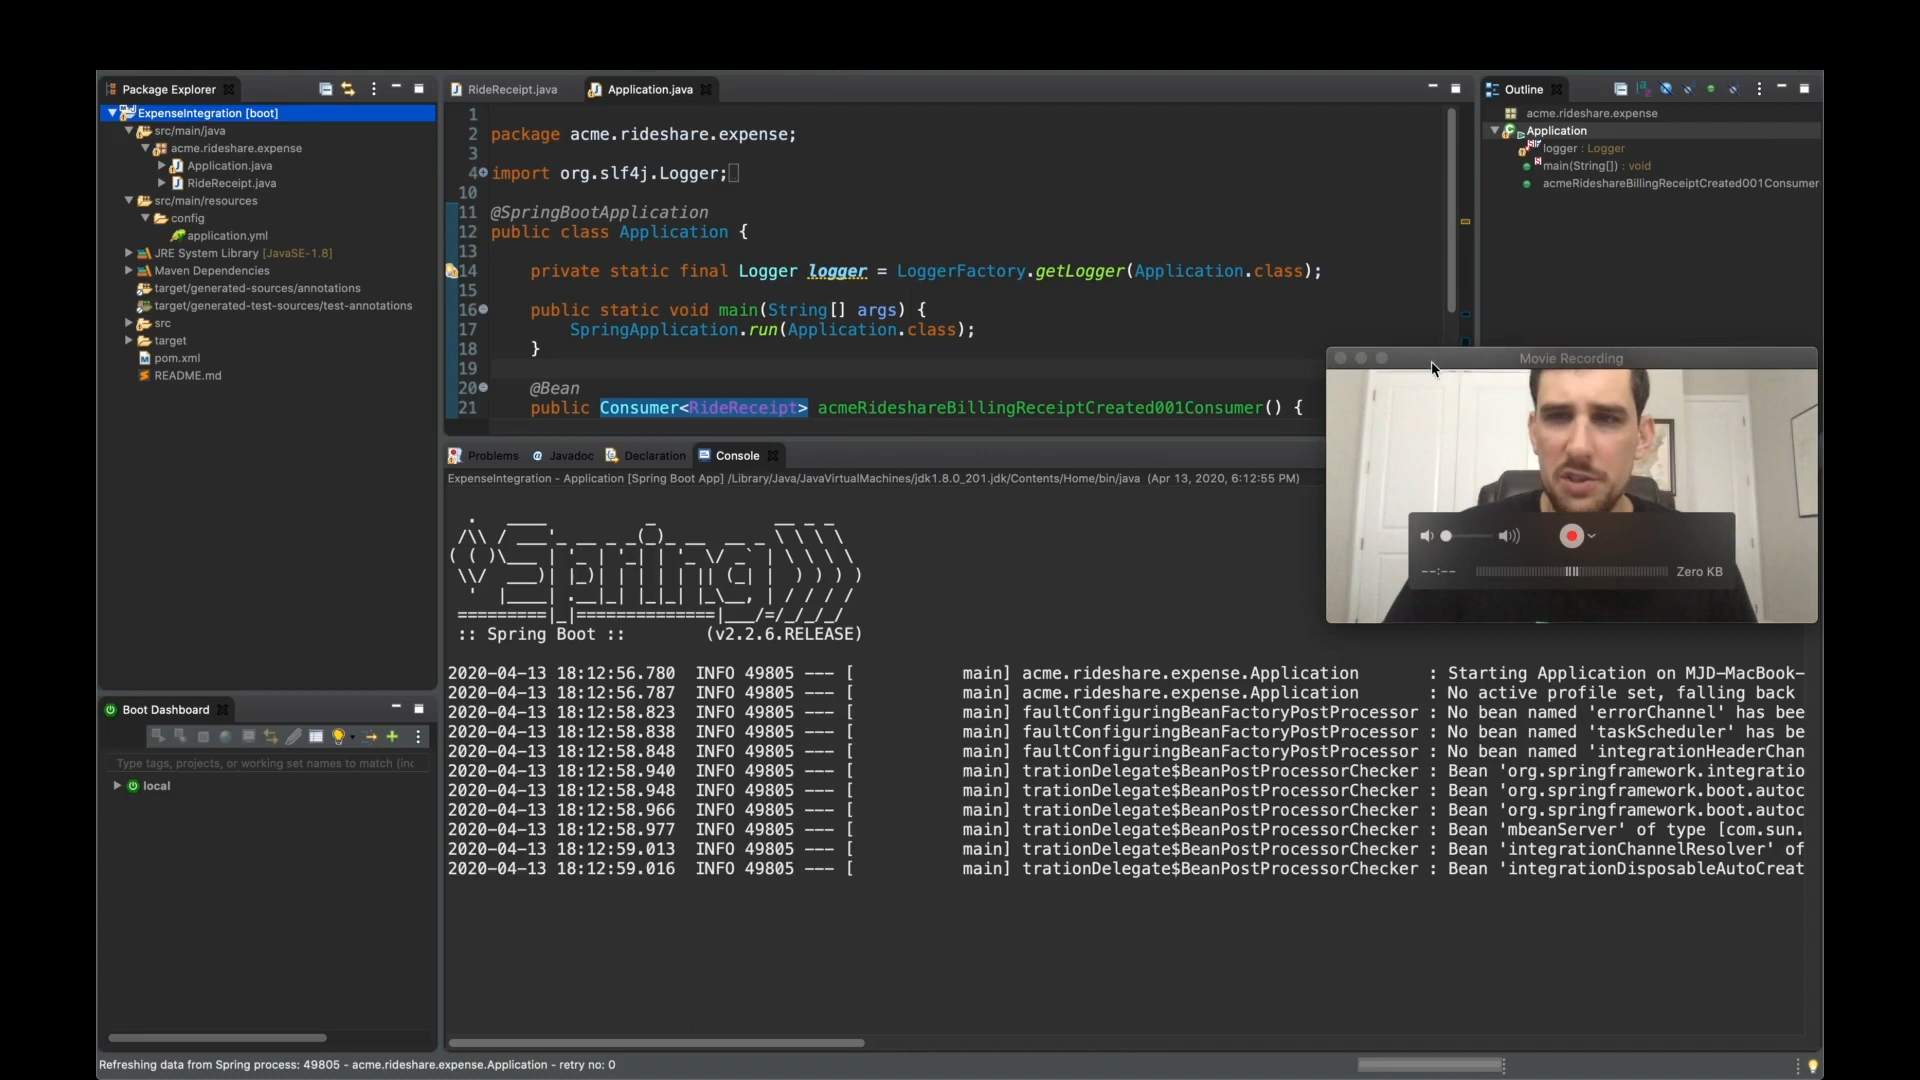 Package Explorer
ExpenseIntegration [boot]
src/main/java
acme.rideshare.expense
Application.java
RideReceipt.java
src/main/resources
config
application.yml
JRE System Library [JavaSE-1.8]
Maven Dependencies
target/generated-sources/annotations
target/generated-test-sources/test-annotations
src
target
pom.xml
README.md
Boot Dashboard
Type tags, projects, or working set names to match (inc
local
RideReceipt.java
Application.java
1
2 package acme.rideshare.expense;
3
4 import org.slf4j.Logger;
10
11 @SpringBootApplication
12 public class Application {
13
14 private static final Logger logger = LoggerFactory.getLogger(Application.class);
15
16 public static void main(String[] args) {
17 SpringApplication.run(Application.class);
18 }
19
20 @Bean
21 public Consumer<RideReceipt> acmeRideshareBillingReceiptCreated001Consumer() {
Outline
acme.rideshare.expense
Application
logger : Logger
main(String[]) : void
acmeRideshareBillingReceiptCreated001Consumer
Movie Recording
--:--
Zero KB
Problems
Javadoc
Declaration
Console
ExpenseIntegration - Application [Spring Boot App] /Library/Java/JavaVirtualMachines/jdk1.8.0_201.jdk/Contents/Home/bin/java (Apr 13, 2020, 6:12:55 PM)
Spring
:: Spring Boot :: (v2.2.6.RELEASE)
2020-04-13 18:12:56.780 INFO 49805 --- [ main] acme.rideshare.expense.Application : Starting Application on MJD-MacBook-
2020-04-13 18:12:56.787 INFO 49805 --- [ main] acme.rideshare.expense.Application : No active profile set, falling back
2020-04-13 18:12:58.823 INFO 49805 --- [ main] faultConfiguringBeanFactoryPostProcessor : No bean named 'errorChannel' has bee
2020-04-13 18:12:58.838 INFO 49805 --- [ main] faultConfiguringBeanFactoryPostProcessor : No bean named 'taskScheduler' has be
2020-04-13 18:12:58.848 INFO 49805 --- [ main] faultConfiguringBeanFactoryPostProcessor : No bean named 'integrationHeaderChan
2020-04-13 18:12:58.940 INFO 49805 --- [ main] trationDelegate$BeanPostProcessorChecker : Bean 'org.springframework.integratio
2020-04-13 18:12:58.948 INFO 49805 --- [ main] trationDelegate$BeanPostProcessorChecker : Bean 'org.springframework.boot.autoc
2020-04-13 18:12:58.966 INFO 49805 --- [ main] trationDelegate$BeanPostProcessorChecker : Bean 'org.springframework.boot.autoc
2020-04-13 18:12:58.977 INFO 49805 --- [ main] trationDelegate$BeanPostProcessorChecker : Bean 'mbeanServer' of type [com.sun.
2020-04-13 18:12:59.013 INFO 49805 --- [ main] trationDelegate$BeanPostProcessorChecker : Bean 'integrationChannelResolver' of
2020-04-13 18:12:59.016 INFO 49805 --- [ main] trationDelegate$BeanPostProcessorChecker : Bean 'integrationDisposableAutoCreat
Refreshing data from Spring process: 49805 - acme.rideshare.expense.Application - retry no: 0